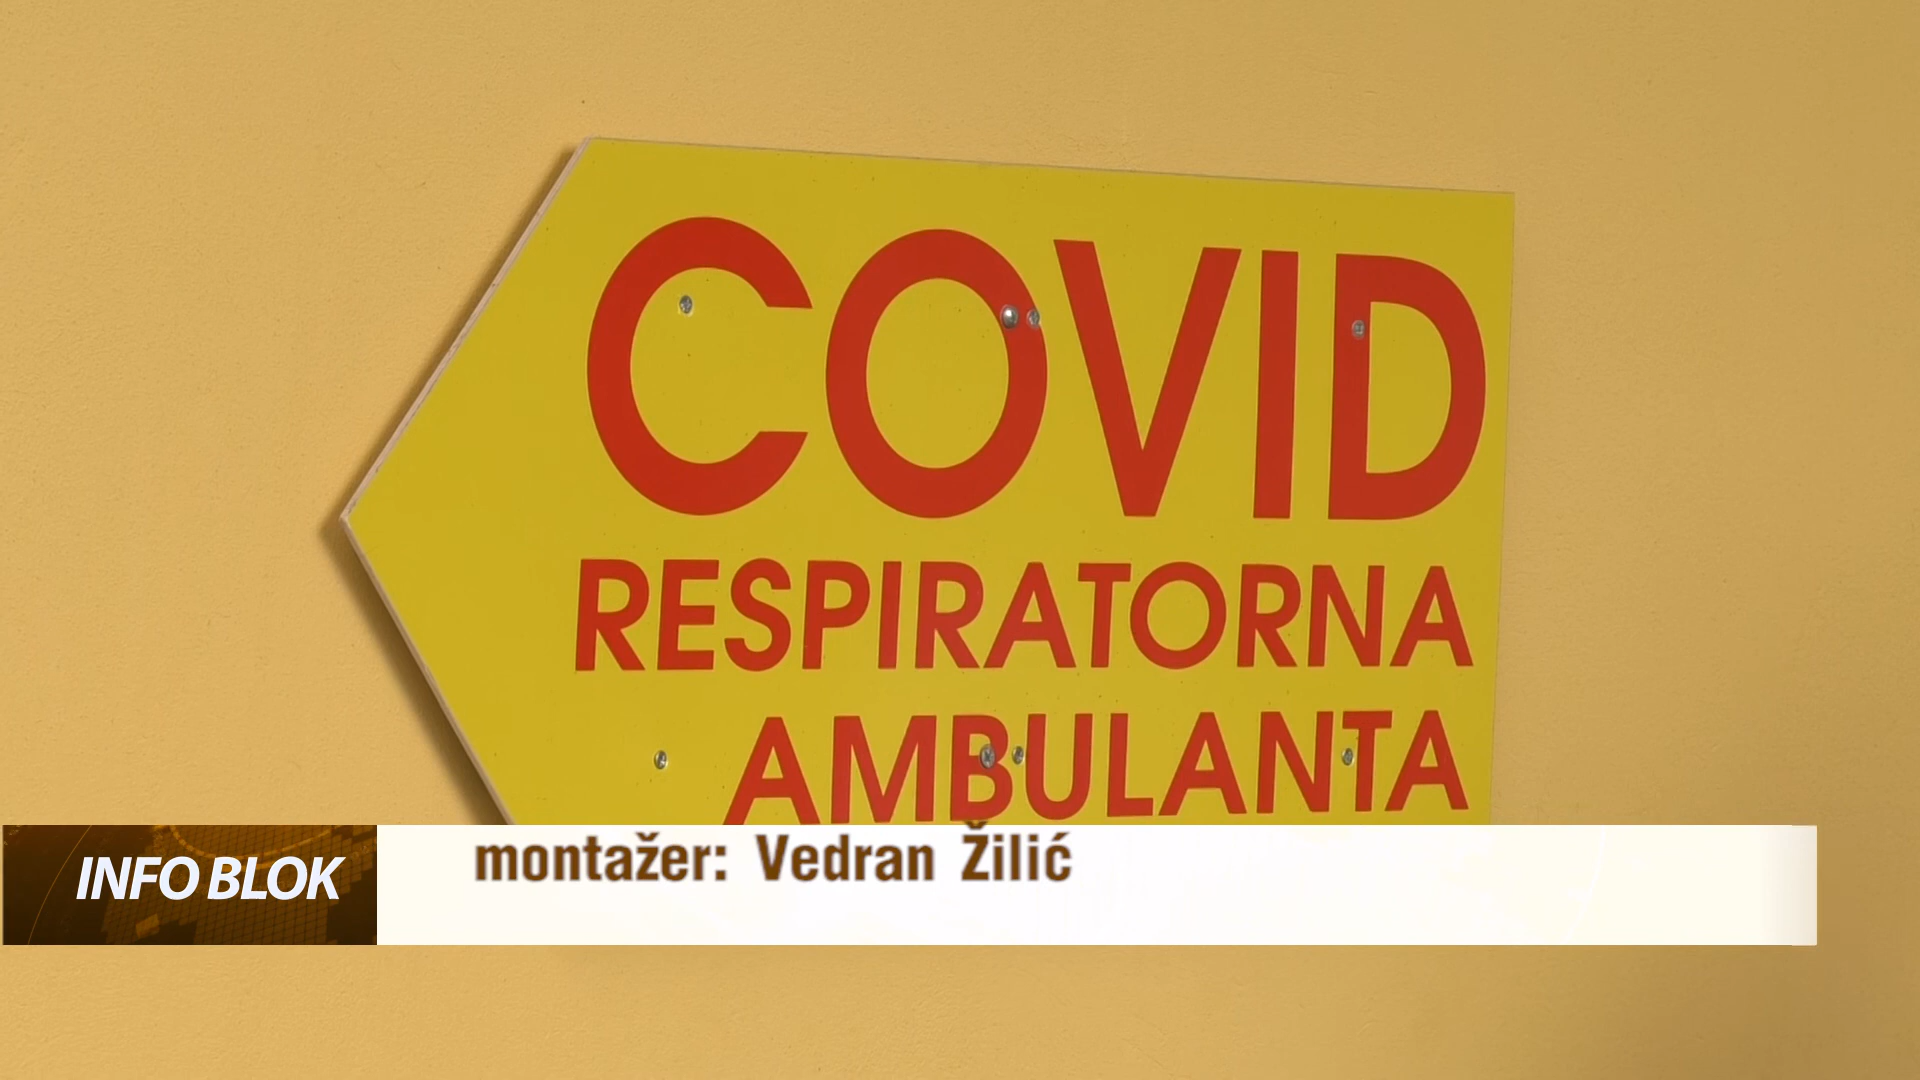 COVID
RESPIRATORNA
AMBULANTA
INFO BLOK
montažer: Vedran Žilić